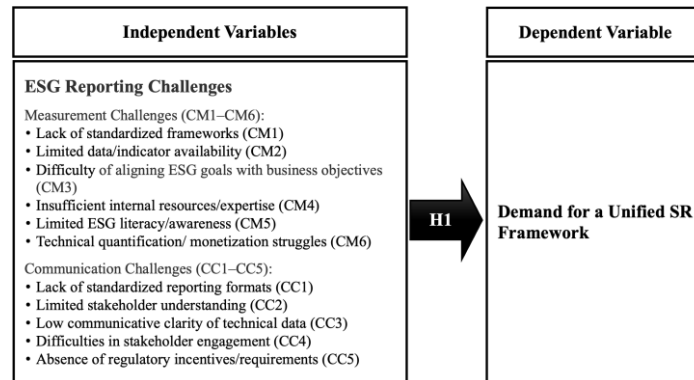 Independent Variables
ESG Reporting Challenges
Measurement Challenges (CM1–CM6):
• Lack of standardized frameworks (CM1)
• Limited data/indicator availability (CM2)
• Difficulty of aligning ESG goals with business objectives
(CM3)
• Insufficient internal resources/expertise (CM4)
• Limited ESG literacy/awareness (CM5)
• Technical quantification/ monetization struggles (CM6)
Communication Challenges (CC1–CC5):
• Lack of standardized reporting formats (CC1)
• Limited stakeholder understanding (CC2)
• Low communicative clarity of technical data (CC3)
• Difficulties in stakeholder engagement (CC4)
• Absence of regulatory incentives/requirements (CC5)
H1
Dependent Variable
Demand for a Unified SR
Framework